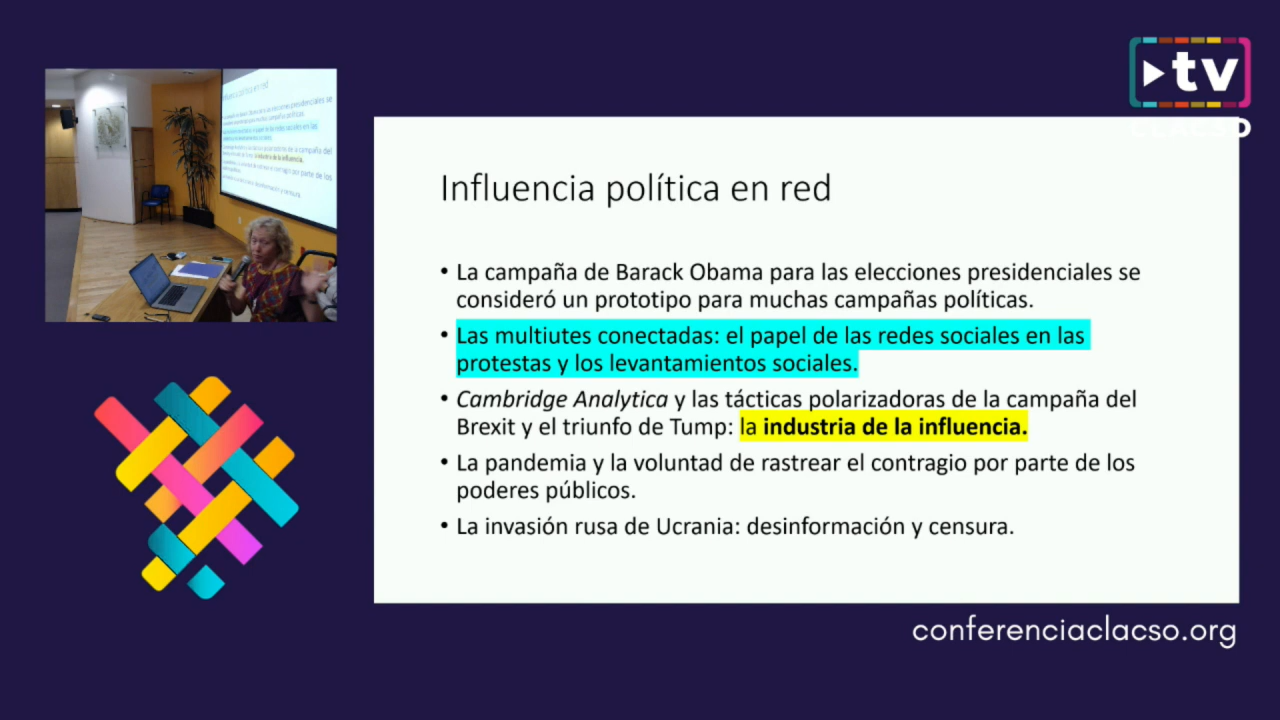 tv
CLACSO
Influencia política en red
• La campaña de Barack Obama para las elecciones presidenciales se
consideró un prototipo para muchas campañas políticas.
• Las multiutes conectadas: el papel de las redes sociales en las
protestas y los levantamientos sociales.
• Cambridge Analytica y las tácticas polarizadoras de la campaña del
Brexit y el triunfo de Tump: la industria de la influencia.
• La pandemia y la voluntad de rastrear el contragio por parte de los
poderes públicos.
• La invasión rusa de Ucrania: desinformación y censura.
conferenciaclacso.org